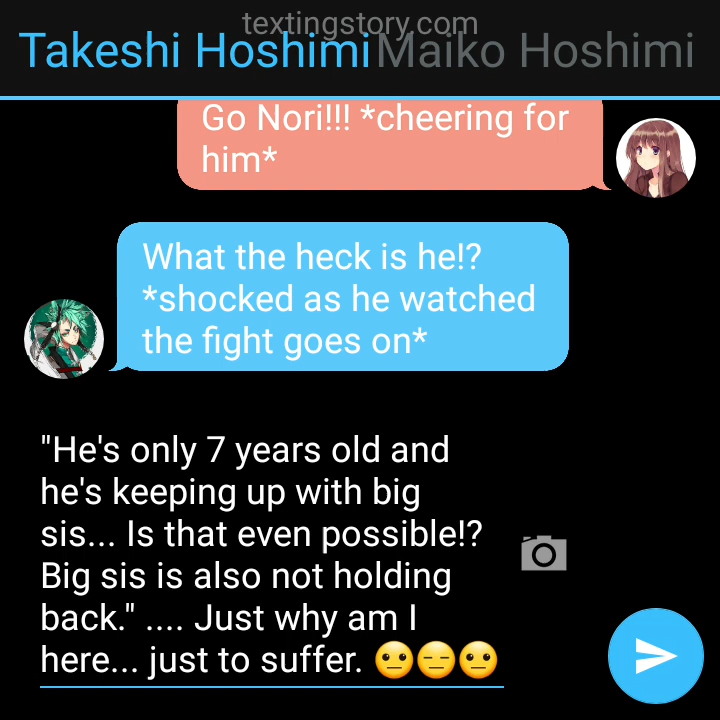 textingstory.com
Takeshi Hoshimi Maiko Hoshimi
Go Nori!!! *cheering for
him*
What the heck is he!?
*shocked as he watched
the fight goes on*
"He's only 7 years old and
he's keeping up with big
sis... Is that even possible!?
Big sis is also not holding
back." .... Just why am I
here... just to suffer. 😐😑😐